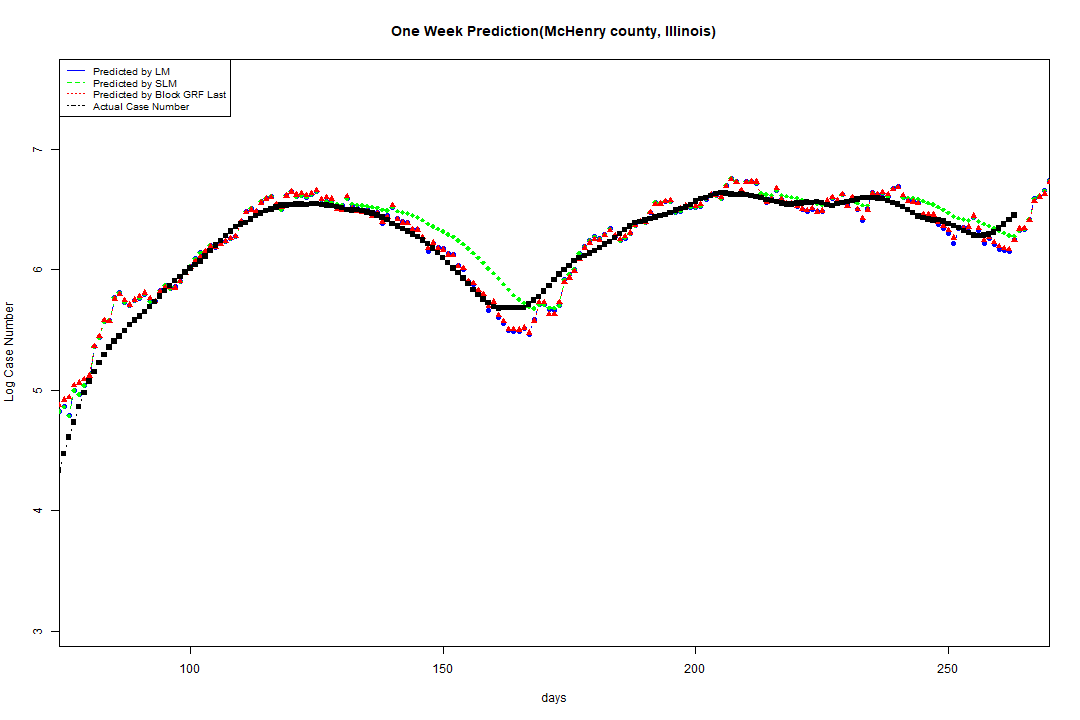 One Week Prediction(McHenry county, Illinois)
Predicted by LM
Predicted by SLM
Predicted by Block GRF Last
Actual Case Number
Log Case Number
7
6
5
4
3
100 150 200 250
days